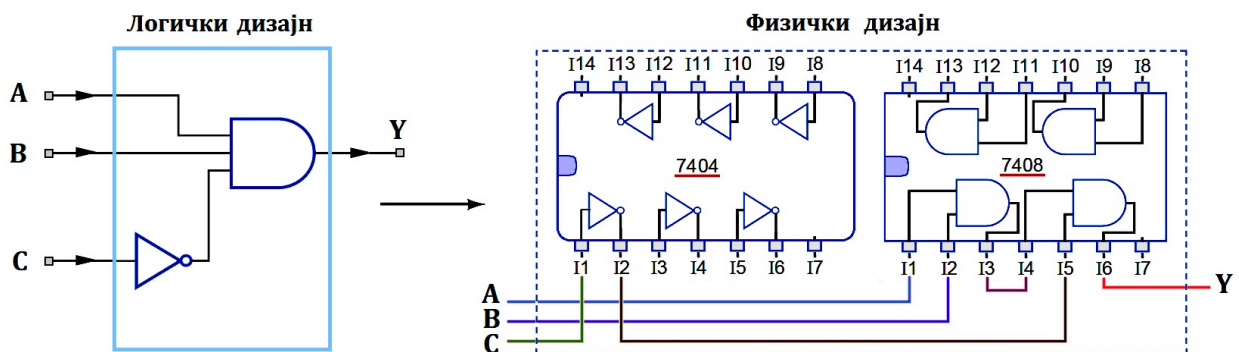 Логички дизајн
Физички дизајн
A
B
C
Y
I14 I13 I12 I11 I10 I9 I8
7404
I1 I2 I3 I4 I5 I6 I7
I14 I13 I12 I11 I10 I9 I8
7408
I1 I2 I3 I4 I5 I6 I7
A
B
C
Y